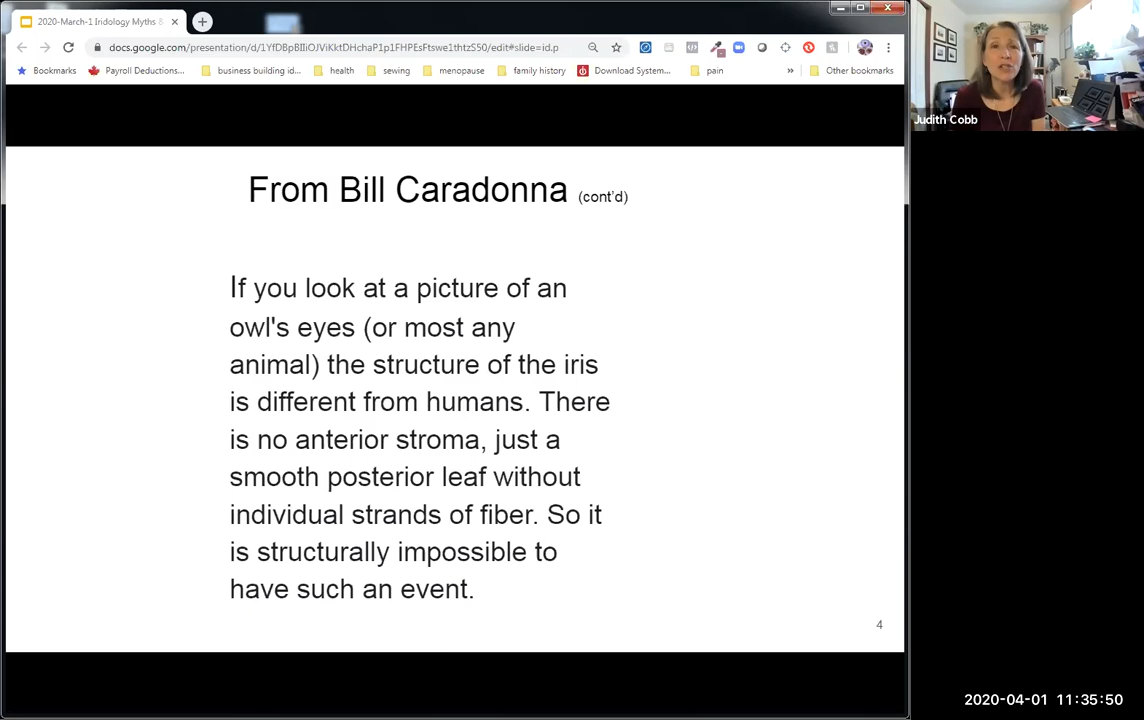 2020-March-1 Iridology Myths &
docs.google.com/presentation/d/1YfDBpBIIiOJViKktDHchaP1p1FHPEsFtswe1thtzS50/edit#slide=id.p
Bookmarks
Payroll Deductions...
business building id...
health
sewing
menopause
family history
Download System...
pain
»
Other bookmarks
Judith Cobb
From Bill Caradonna (cont'd)
If you look at a picture of an
owl's eyes (or most any
animal) the structure of the iris
is different from humans. There
is no anterior stroma, just a
smooth posterior leaf without
individual strands of fiber. So it
is structurally impossible to
have such an event.
4
2020-04-01 11:35:50